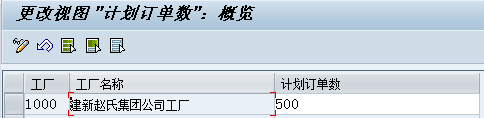 更改视图 "计划订单数": 概览
工厂 工厂名称 计划订单数
1000 建新赵氏集团公司工厂 500